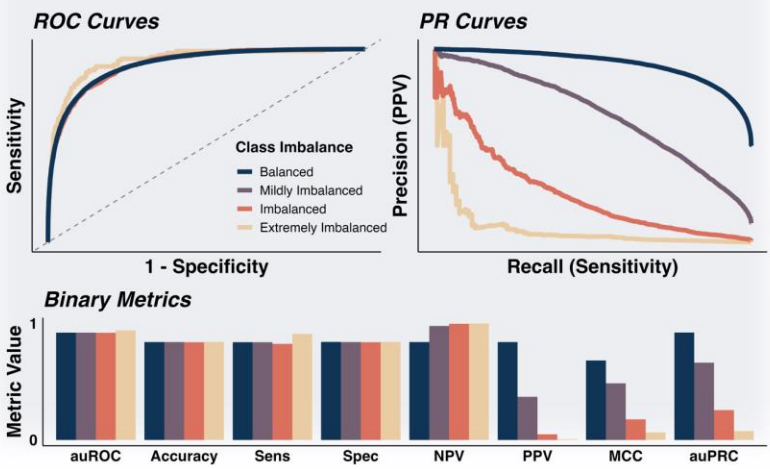 ROC Curves
PR Curves
Sensitivity
Class Imbalance
Balanced
Mildly Imbalanced
Imbalanced
Extremely Imbalanced
1 - Specificity
Precision (PPV)
Recall (Sensitivity)
Binary Metrics
Metric Value
1
0
auROC Accuracy Sens Spec NPV PPV MCC auPRC